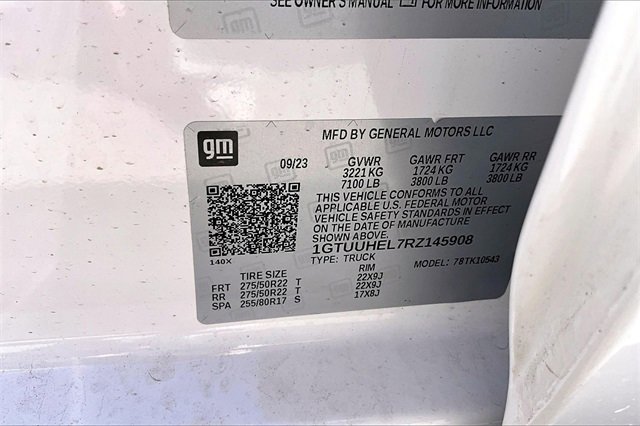 SEE OWNER'S MANUAL FOR MORE INFORMATION
gm
MFD BY GENERAL MOTORS LLC
09/23 GVWR GAWR FRT GAWR RR
3221 KG 1724 KG 1724 KG
7100 LB 3800 LB 3800 LB
THIS VEHICLE CONFORMS TO ALL
APPLICABLE U.S. FEDERAL MOTOR
VEHICLE SAFETY STANDARDS IN EFFECT
ON THE DATE OF MANUFACTURE
SHOWN ABOVE.
1GTUUHEL7RZ145908
140X TYPE: TRUCK MODEL: 78TK10543
TIRE SIZE RIM
FRT 275/50R22 T 22X9J
RR 275/50R22 T 22X9J
SPA 255/80R17 S 17X8J